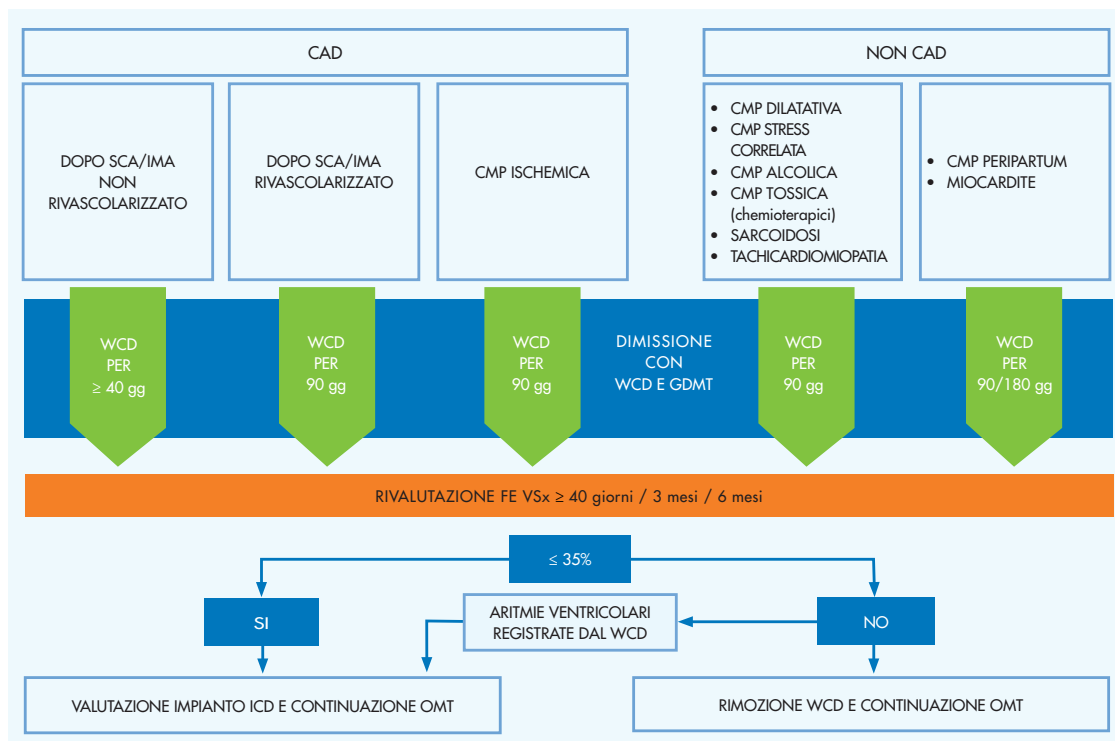 CAD
NON CAD
DOPO SCA/IMA
NON
RIVASCOLARIZZATO
DOPO SCA/IMA
RIVASCOLARIZZATO
CMP ISCHEMICA
• CMP DILATATIVA
• CMP STRESS
CORRELATA
• CMP ALCOLICA
• CMP TOSSICA
(chemioterapici)
• SARCOIDOSI
• TACHICARDIOMIOPATIA
• CMP PERIPARTUM
• MIOCARDITE
WCD
PER
≥ 40 gg
WCD
PER
90 gg
WCD
PER
90 gg
DIMISSIONE
CON
WCD E GDMT
WCD
PER
90 gg
WCD
PER
90/180 gg
RIVALUTAZIONE FE VSx ≥ 40 giorni / 3 mesi / 6 mesi
≤ 35%
SI
ARITMIE VENTRICOLARI
REGISTRATE DAL WCD
NO
VALUTAZIONE IMPIANTO ICD E CONTINUAZIONE OMT
RIMOZIONE WCD E CONTINUAZIONE OMT